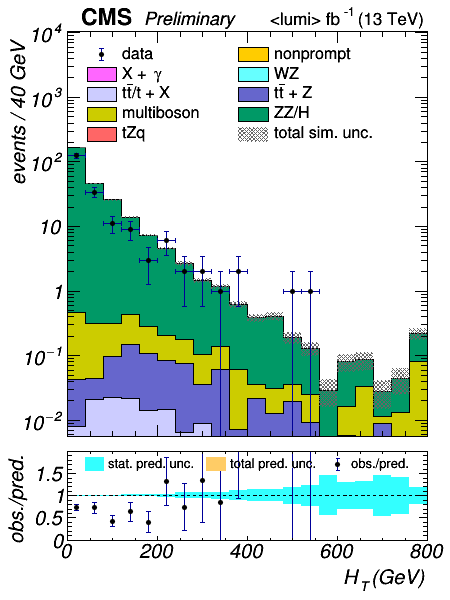 CMS Preliminary <lumi> fb⁻¹ (13 TeV)
events / 40 GeV
10⁴
10³
10²
10
1
10⁻¹
10⁻²
data
nonprompt
X + γ
WZ
tt̄/t + X
tt̄ + Z
multiboson
ZZ/H
tZq
total sim. unc.
obs./pred.
1.5
1
0.5
0
stat. pred. unc.
total pred. unc.
obs./pred.
0 200 400 600 800
H_T (GeV)